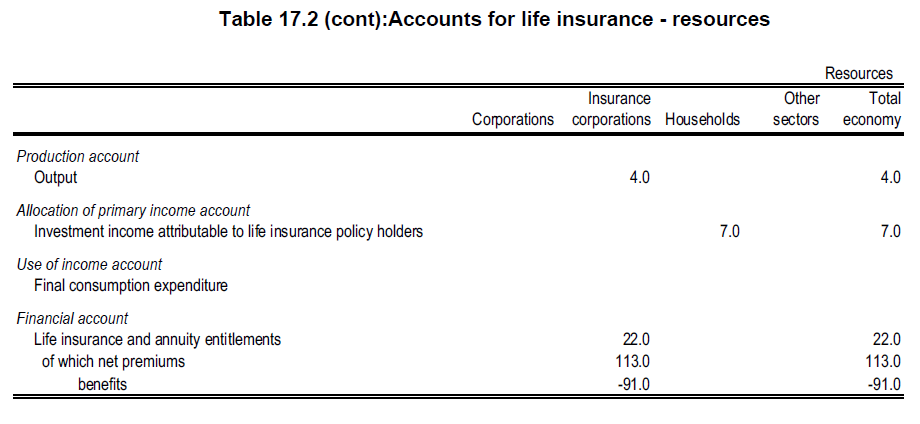 Table 17.2 (cont):Accounts for life insurance - resources
Resources
Insurance Other Total
Corporations corporations Households sectors economy
Production account
Output 4.0 4.0
Allocation of primary income account
Investment income attributable to life insurance policy holders 7.0 7.0
Use of income account
Final consumption expenditure
Financial account
Life insurance and annuity entitlements 22.0 22.0
of which net premiums 113.0 113.0
benefits -91.0 -91.0